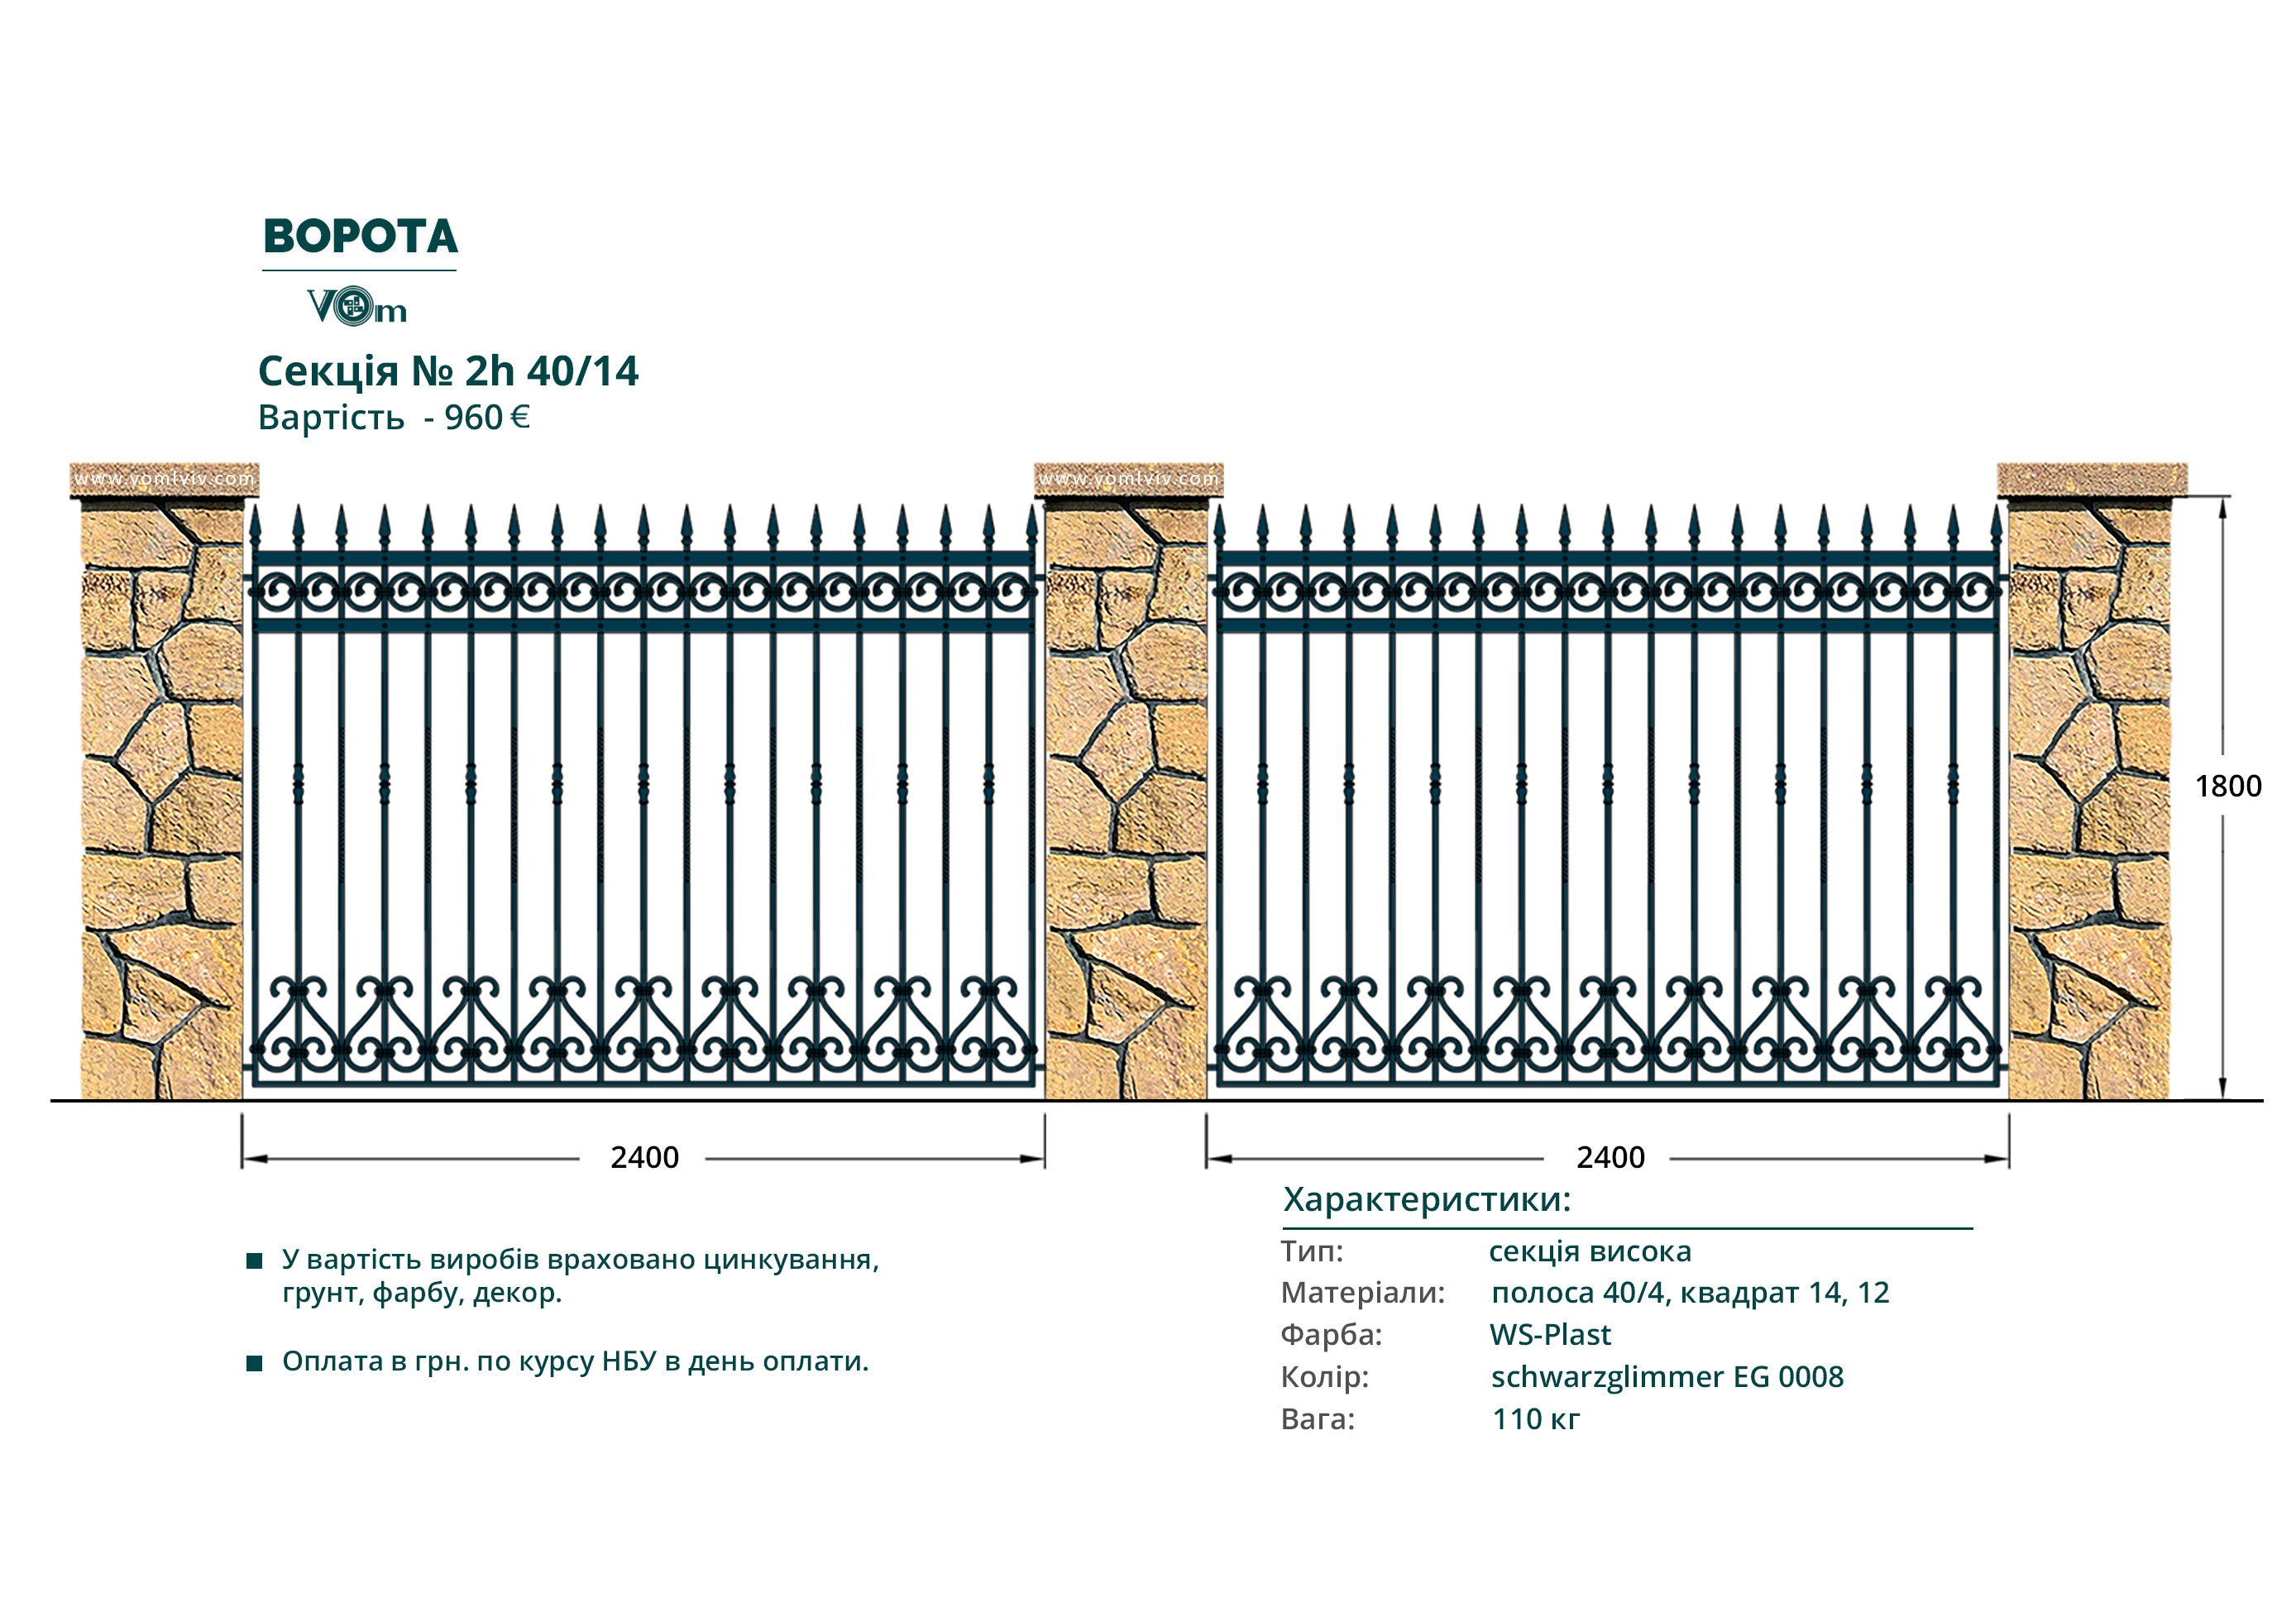 ВОРОТА
VOm
Секція № 2h 40/14
Вартість - 960 €
www.vomlviv.com
www.vomlviv.com
1800
2400
2400
Характеристики:
Тип: секція висока
Матеріали: полоса 40/4, квадрат 14, 12
Фарба: WS-Plast
Колір: schwarzglimmer EG 0008
Вага: 110 кг
У вартість виробів враховано цинкування,
грунт, фарбу, декор.
Оплата в грн. по курсу НБУ в день оплати.